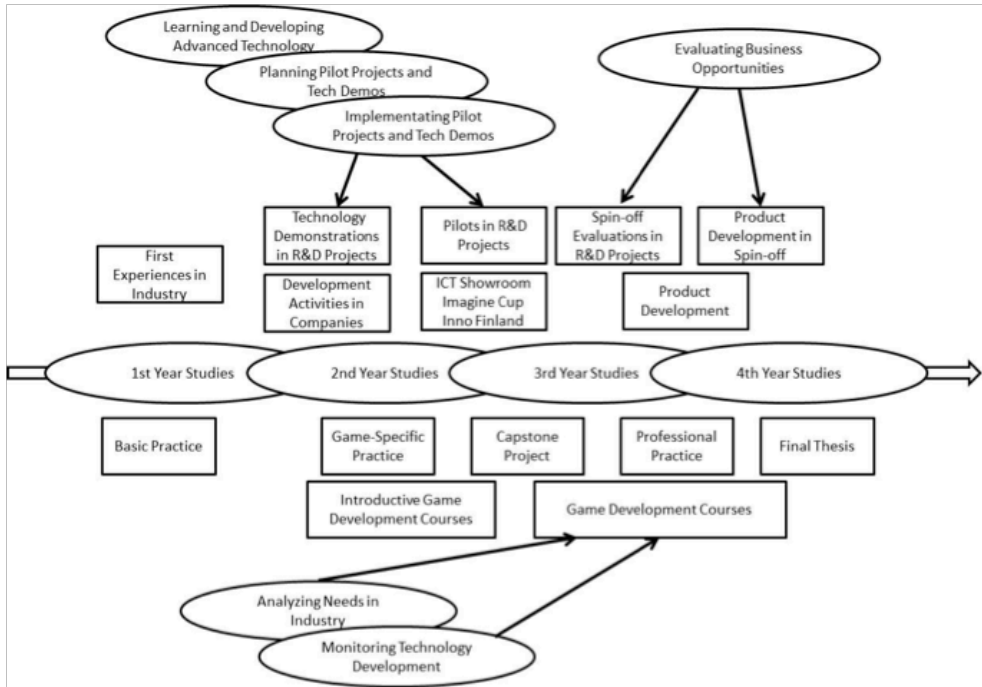 Learning and Developing
Advanced Technology
Planning Pilot Projects and
Tech Demos
Implementating Pilot
Projects and Tech Demos
Evaluating Business
Opportunities
Technology
Demonstrations
in R&D Projects
Pilots in R&D
Projects
Spin-off
Evaluations in
R&D Projects
Product
Development in
Spin-off
First
Experiences in
Industry
Development
Activities in
Companies
ICT Showroom
Imagine Cup
Inno Finland
Product
Development
1st Year Studies
2nd Year Studies
3rd Year Studies
4th Year Studies
Basic Practice
Game-Specific
Practice
Capstone
Project
Professional
Practice
Final Thesis
Introductive Game
Development Courses
Game Development Courses
Analyzing Needs in
Industry
Monitoring Technology
Development